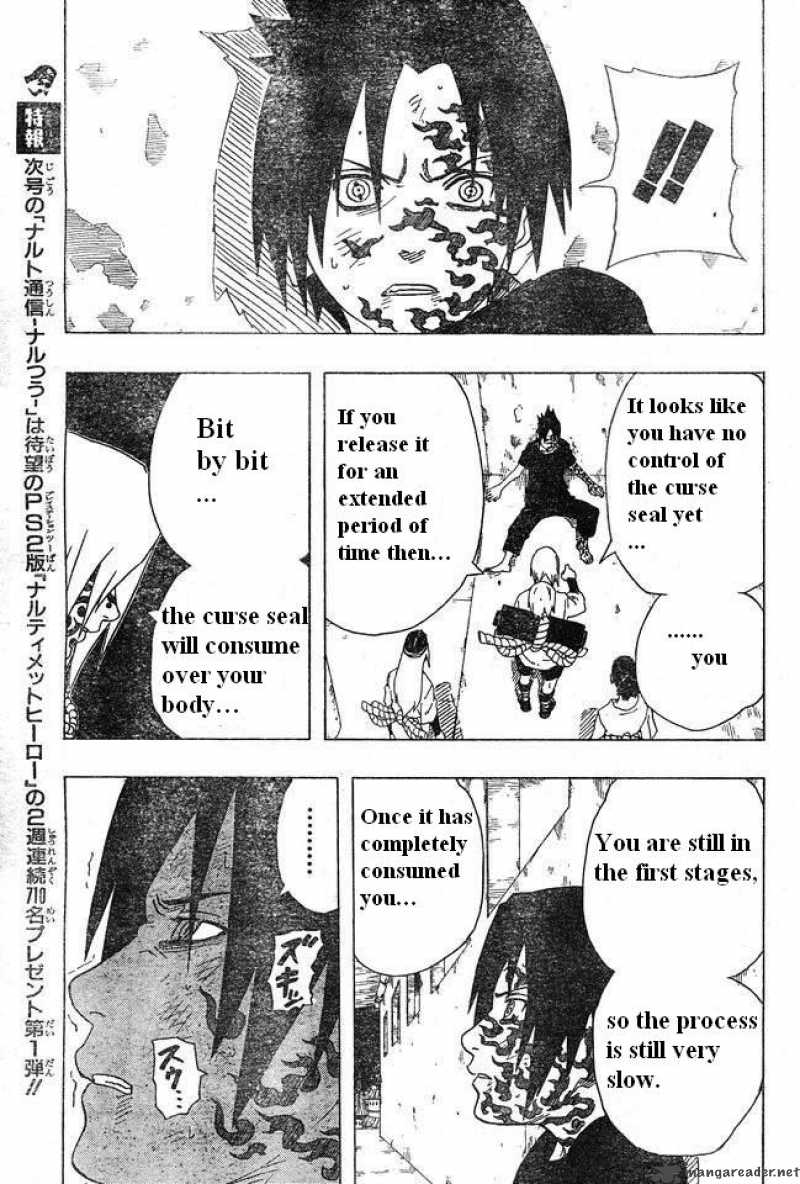 特報
次号の「ナルト通信-ナルつう-」は待望のPS2版『ナルティメットヒーロー』の2週連続710名プレゼント第1弾!!
!!
It looks like
you have no
control of
the curse
seal yet
...
......
you
If you
release it
for an
extended
period of
time then...
Bit
by bit
...
the curse seal
will consume
over your
body...
You are still in
the first stages,
so the process
is still very
slow.
Once it has
completely
consumed
you...
.........
ズキッ…
スウ…
mangareader.net